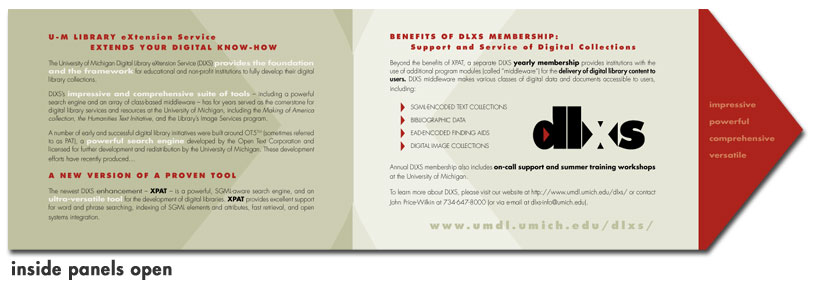 U-M LIBRARY eXtension Service
EXTENDS YOUR DIGITAL KNOW-HOW
The University of Michigan Digital Library eXtension Service (DLXS) provides the foundation
and the framework for educational and non-profit institutions to fully develop their digital
library collections.
DLXS's impressive and comprehensive suite of tools – including a powerful
search engine and an array of class-based middleware – has for years served as the cornerstone for
digital library services and resources at the University of Michigan, including the Making of America
collection, the Humanities Text Initiative, and the Library's Image Services program.
A number of early and successful digital library initiatives were built around OT5™ (sometimes referred
to as PAT), a powerful search engine developed by the Open Text Corporation and
licensed for further development and redistribution by the University of Michigan. These development
efforts have recently produced…
A NEW VERSION OF A PROVEN TOOL
The newest DLXS enhancement – XPAT – is a powerful, SGML-aware search engine, and an
ultra-versatile tool for the development of digital libraries. XPAT provides excellent support
for word and phrase searching, indexing of SGML elements and attributes, fast retrieval, and open
systems integration.
BENEFITS OF DLXS MEMBERSHIP:
Support and Service of Digital Collections
Beyond the benefits of XPAT, a separate DLXS yearly membership provides institutions with the
use of additional program modules (called "middleware") for the delivery of digital library content to
users. DLXS middleware makes various classes of digital data and documents accessible to users,
including:
SGML-ENCODED TEXT COLLECTIONS
BIBLIOGRAPHIC DATA
EAD-ENCODED FINDING AIDS
DIGITAL IMAGE COLLECTIONS
dlxs
Annual DLXS membership also includes on-call support and summer training workshops
at the University of Michigan.
To learn more about DLXS, please visit our website at http://www.umdl.umich.edu/dlxs/ or contact
John Price-Wilkin at 734-647-8000 (or via e-mail at dlxs-info@umich.edu).
www.umdl.umich.edu/dlxs/
impressive
powerful
comprehensive
versatile
inside panels open